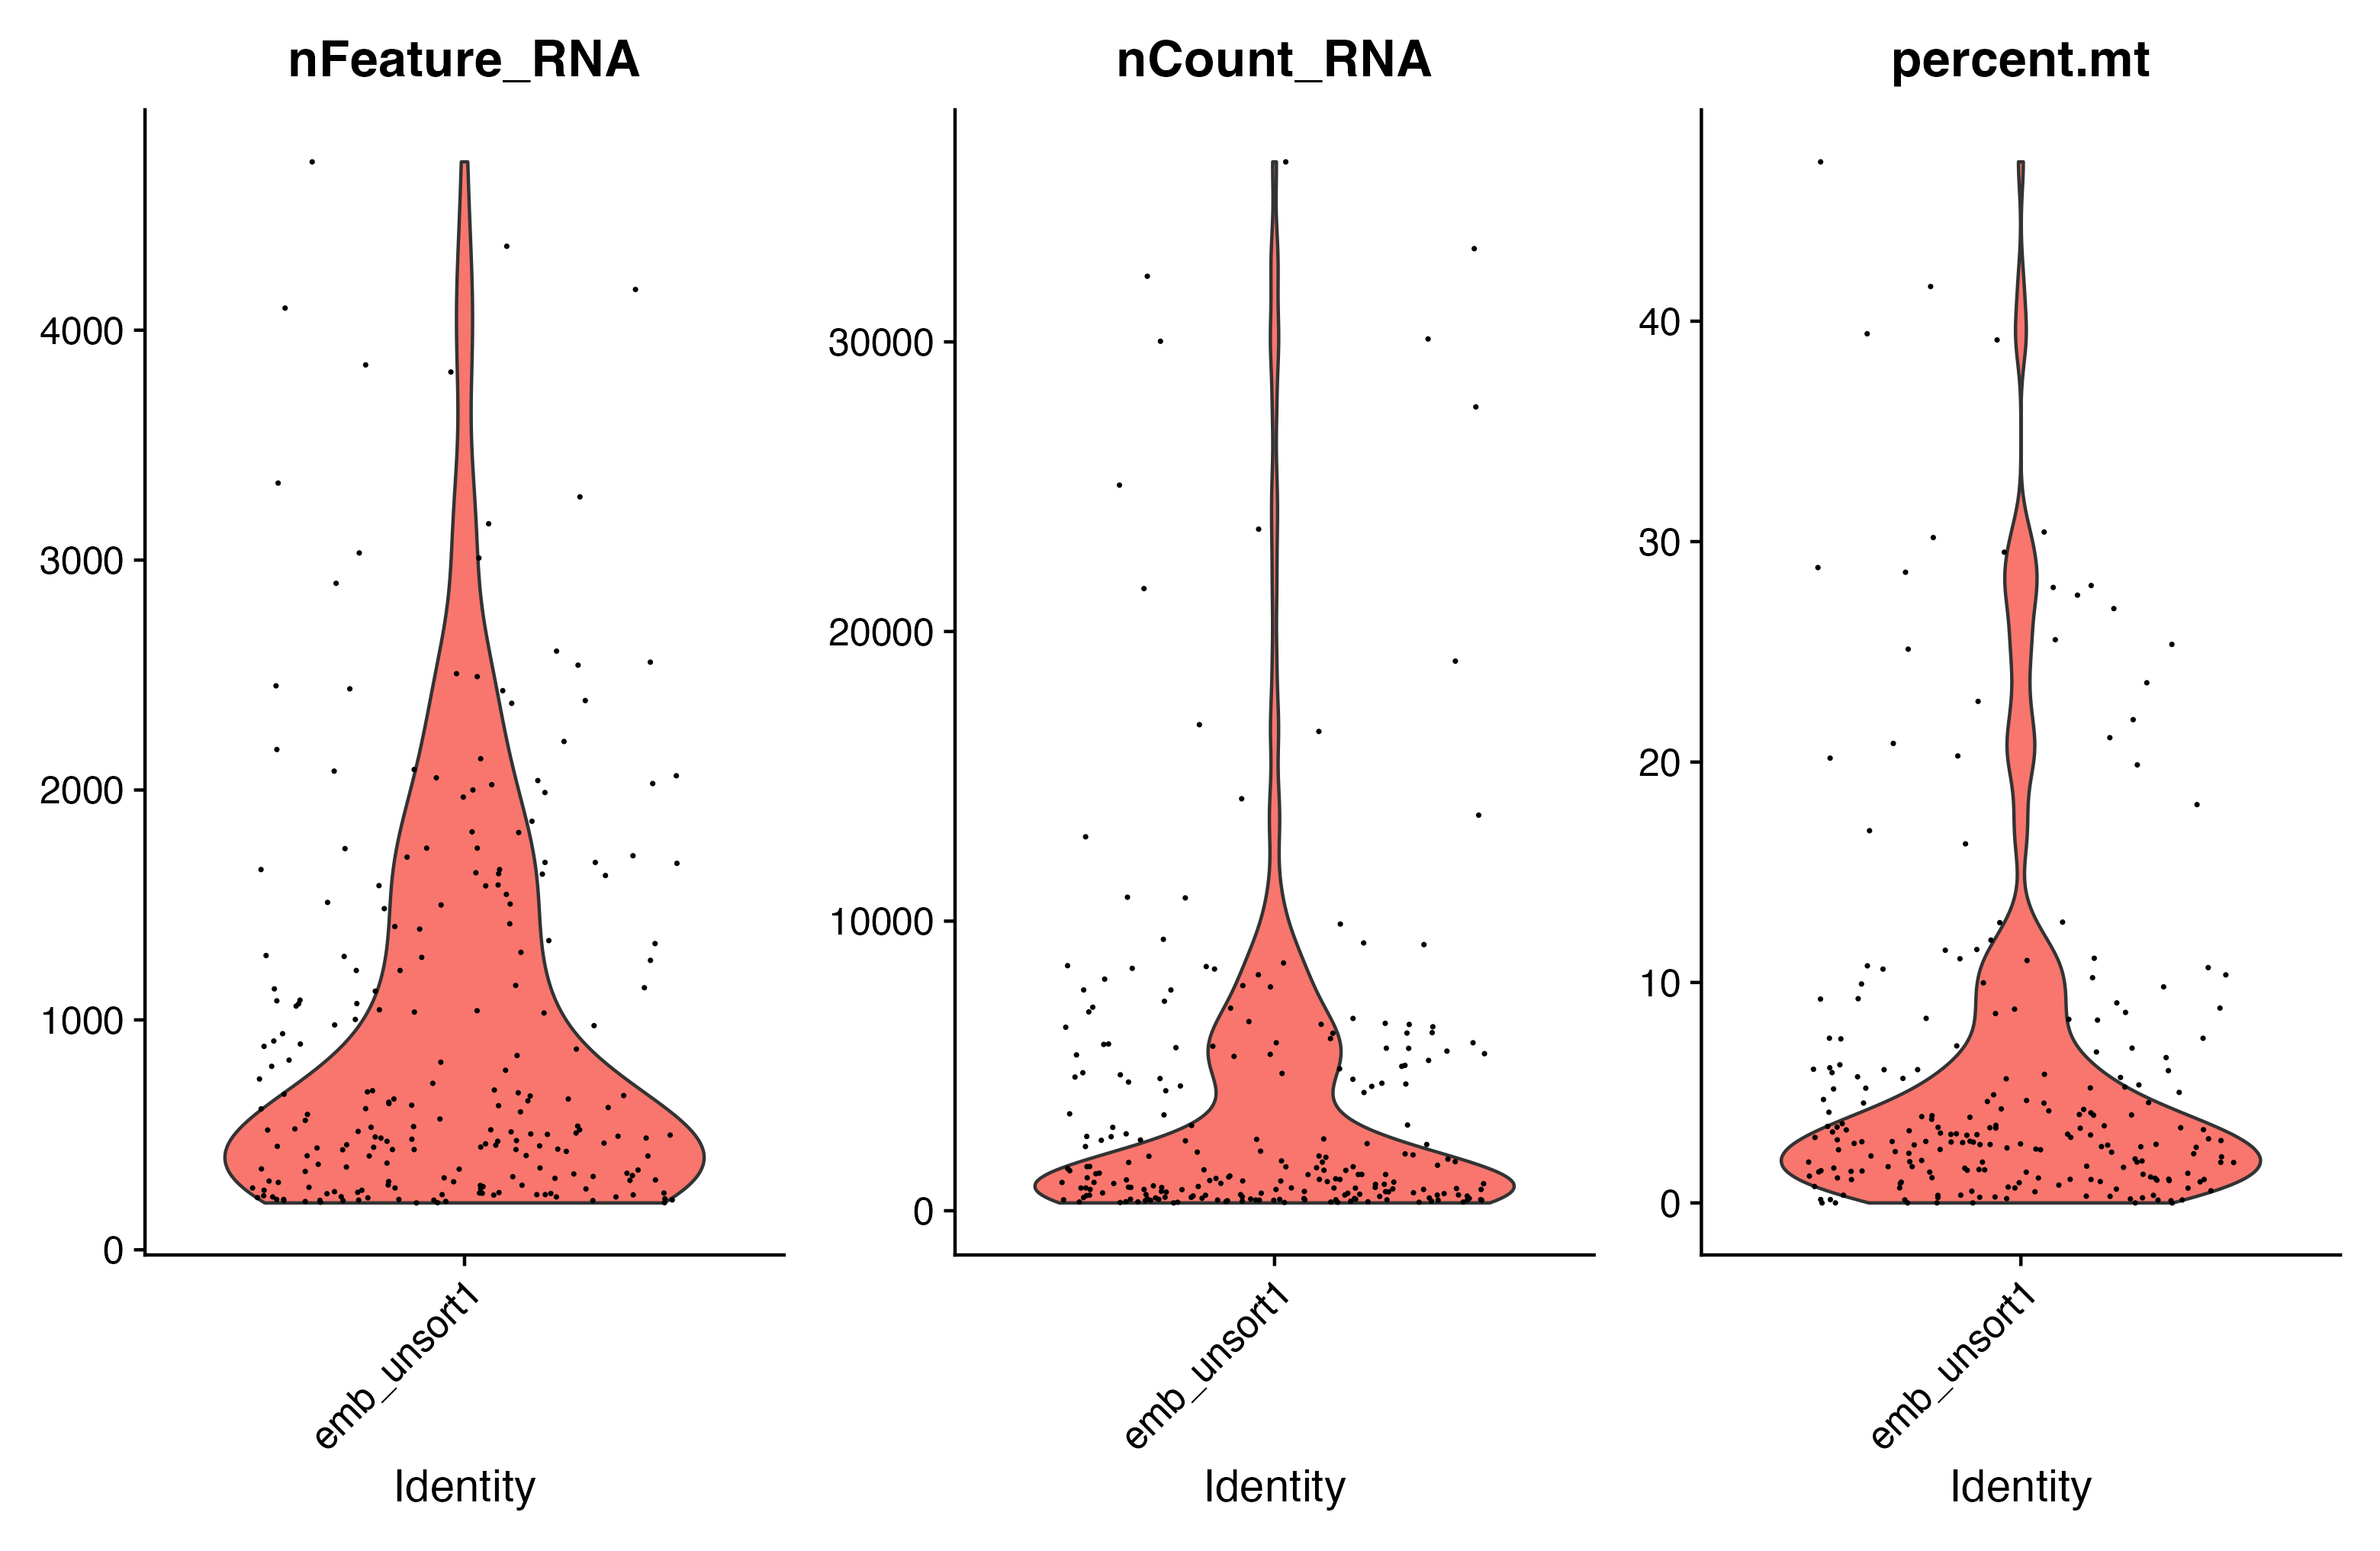 nFeature_RNA
4000
3000
2000
1000
0
emb_unsort1
Identity
nCount_RNA
30000
20000
10000
0
emb_unsort1
Identity
percent.mt
40
30
20
10
0
emb_unsort1
Identity